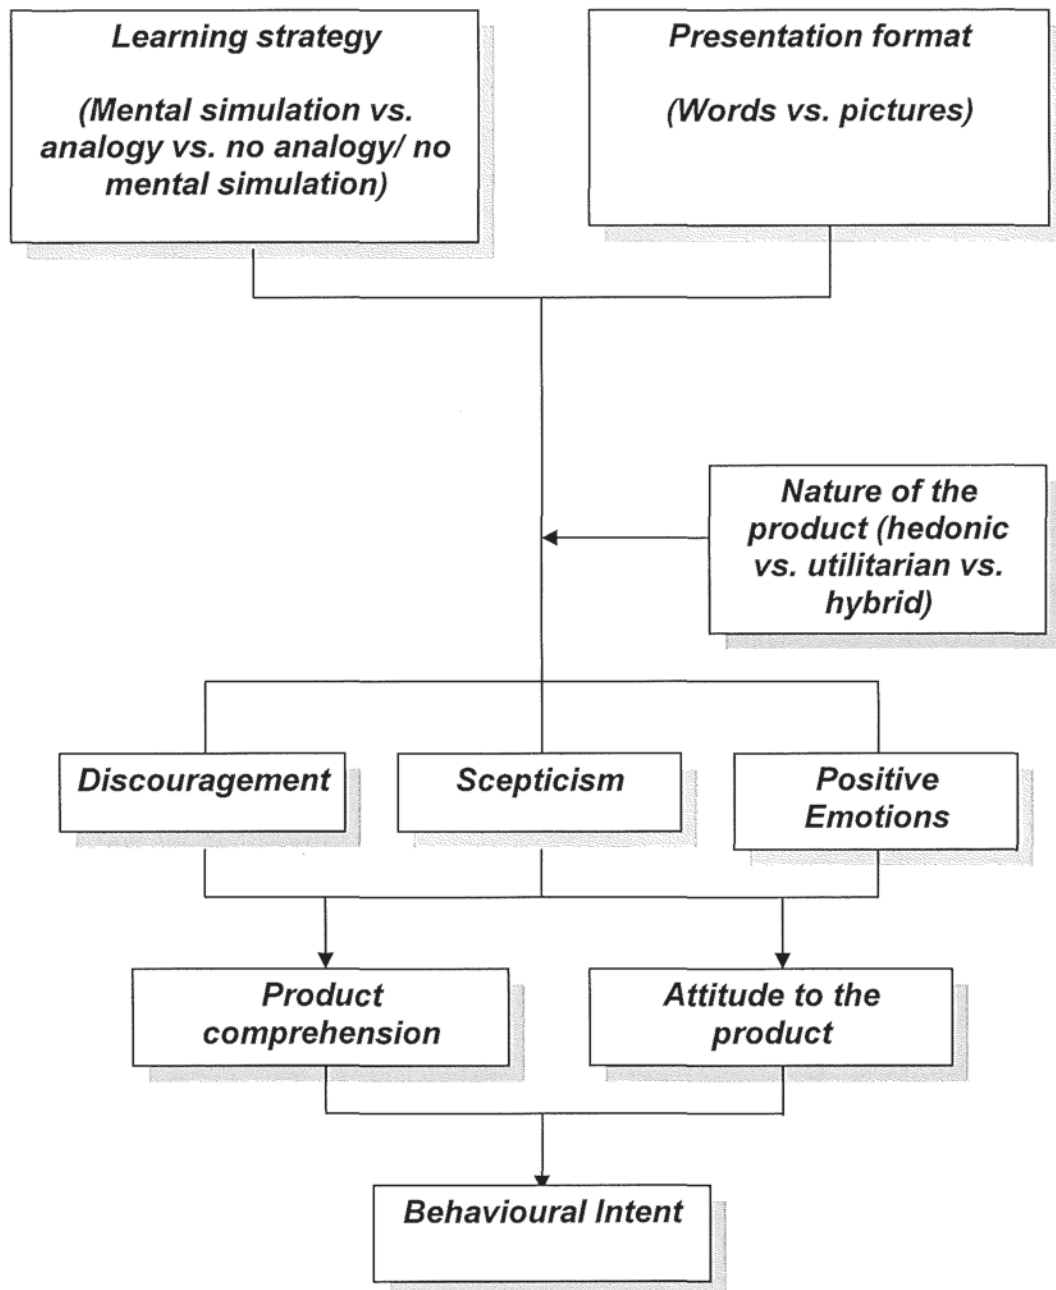 Learning strategy
(Mental simulation vs.
analogy vs. no analogy/ no
mental simulation)
Presentation format
(Words vs. pictures)
Nature of the
product (hedonic
vs. utilitarian vs.
hybrid)
Discouragement
Scepticism
Positive
Emotions
Product
comprehension
Attitude to the
product
Behavioural Intent